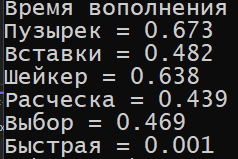 Время вополнения
Пузырек = 0.673
Вставки = 0.482
Шейкер = 0.638
Расческа = 0.439
Выбор = 0.469
Быстрая = 0.001